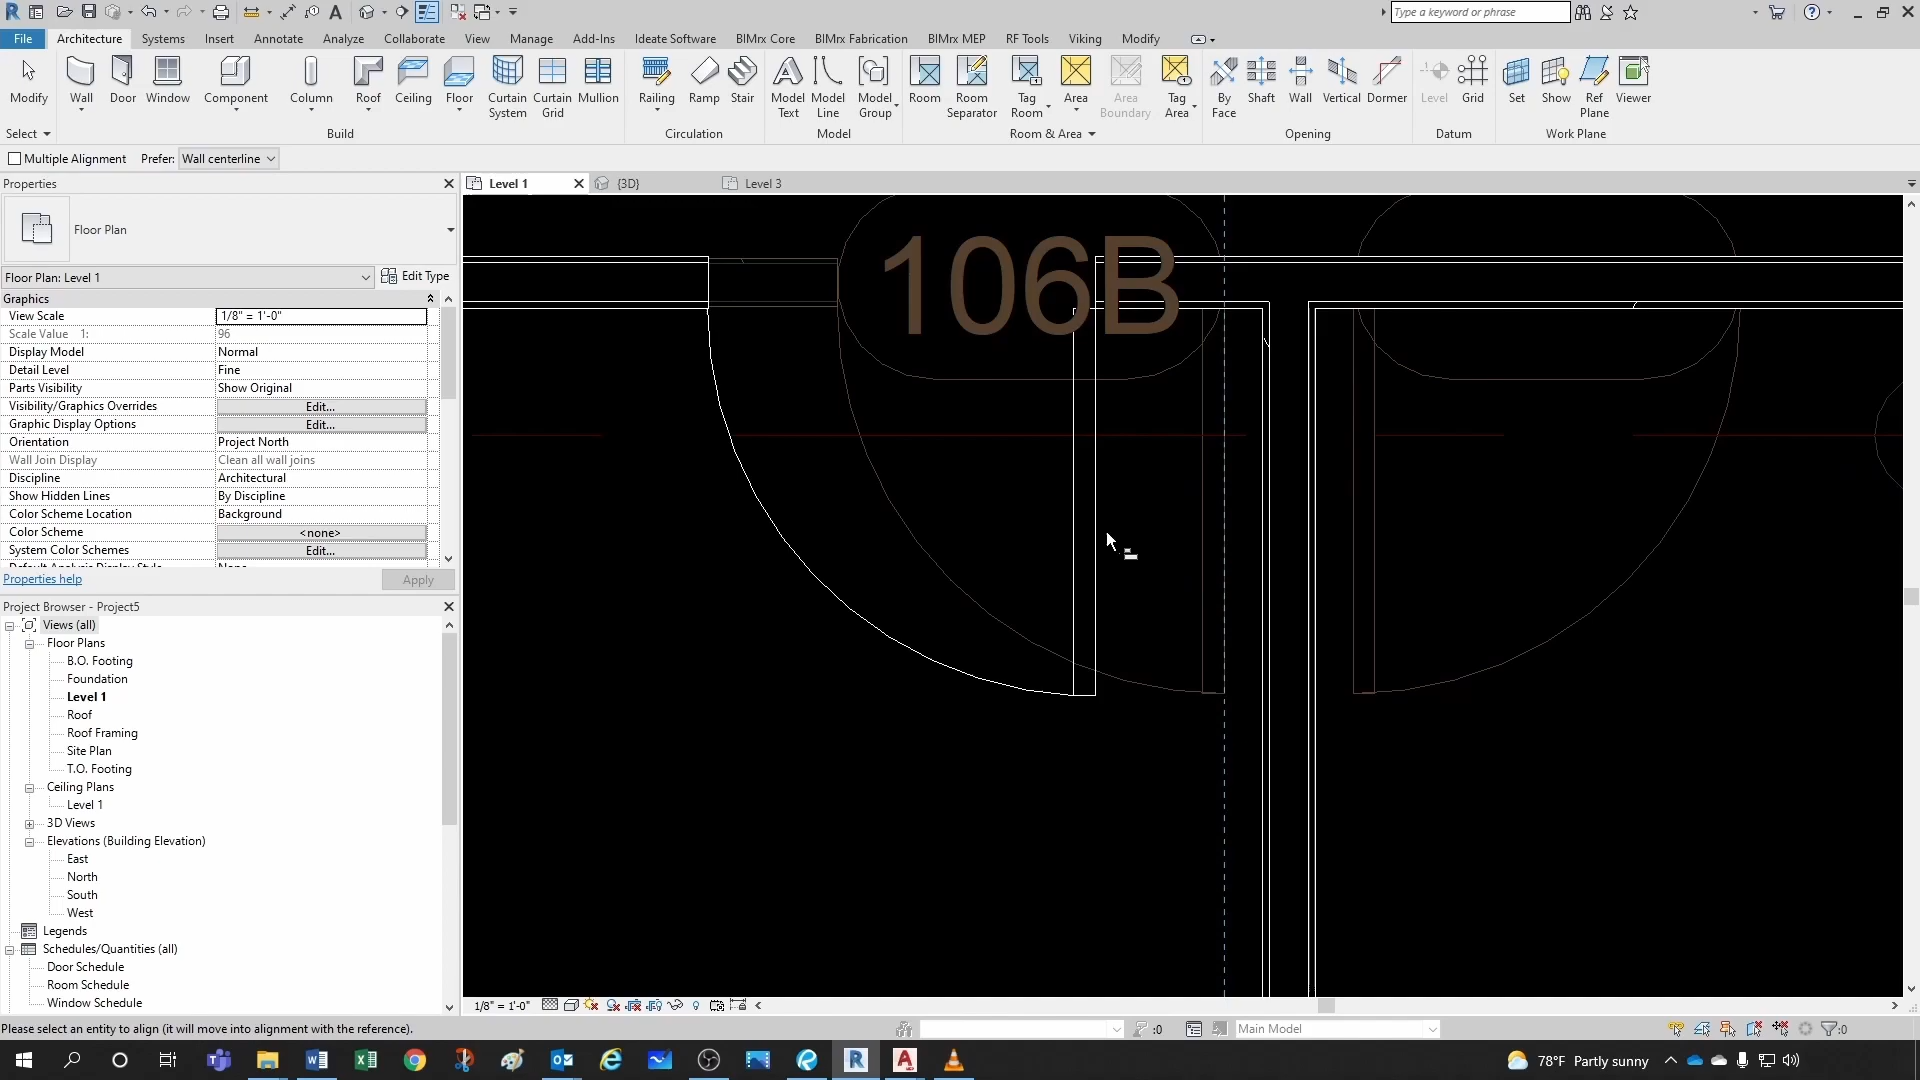 Type a keyword or phrase
File Architecture Systems Insert Annotate Analyze Collaborate View Manage Add-Ins Ideate Software BIMrx Core BIMrx Fabrication BIMrx MEP RF Tools Viking Modify
Modify Wall Door Window Component Column Roof Ceiling Floor Curtain System Curtain Grid Mullion Railing Ramp Stair Model Text Model Line Model Group Room Room Separator Tag Room Area Area Boundary Tag Area By Face Shaft Wall Vertical Dormer Level Grid Set Show Ref Plane Viewer
Select Build Circulation Model Room & Area Opening Datum Work Plane
Multiple Alignment Prefer: Wall centerline
Properties
Level 1 {3D} Level 3
Floor Plan
Floor Plan: Level 1 Edit Type
Graphics
View Scale 1/8" = 1'-0"
Scale Value 1: 96
Display Model Normal
Detail Level Fine
Parts Visibility Show Original
Visibility/Graphics Overrides Edit...
Graphic Display Options Edit...
Orientation Project North
Wall Join Display Clean all wall joins
Discipline Architectural
Show Hidden Lines By Discipline
Color Scheme Location Background
Color Scheme <none>
System Color Schemes Edit...
Properties help Apply
106B
Project Browser - Project5
Views (all)
Floor Plans
B.O. Footing
Foundation
Level 1
Roof
Roof Framing
Site Plan
T.O. Footing
Ceiling Plans
Level 1
3D Views
Elevations (Building Elevation)
East
North
South
West
Legends
Schedules/Quantities (all)
Door Schedule
Room Schedule
Window Schedule
1/8" = 1'-0"
Please select an entity to align (it will move into alignment with the reference). :0 Main Model :0
78°F Partly sunny